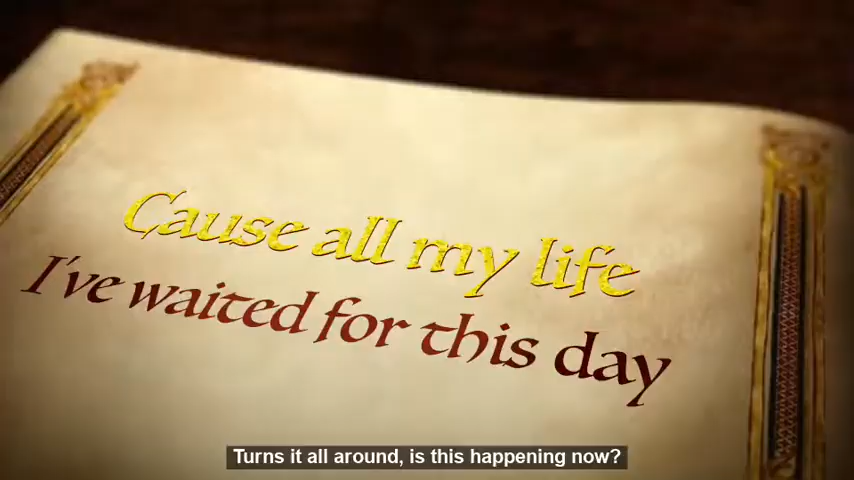 Cause all my life
I've waited for this day
Turns it all around, is this happening now?